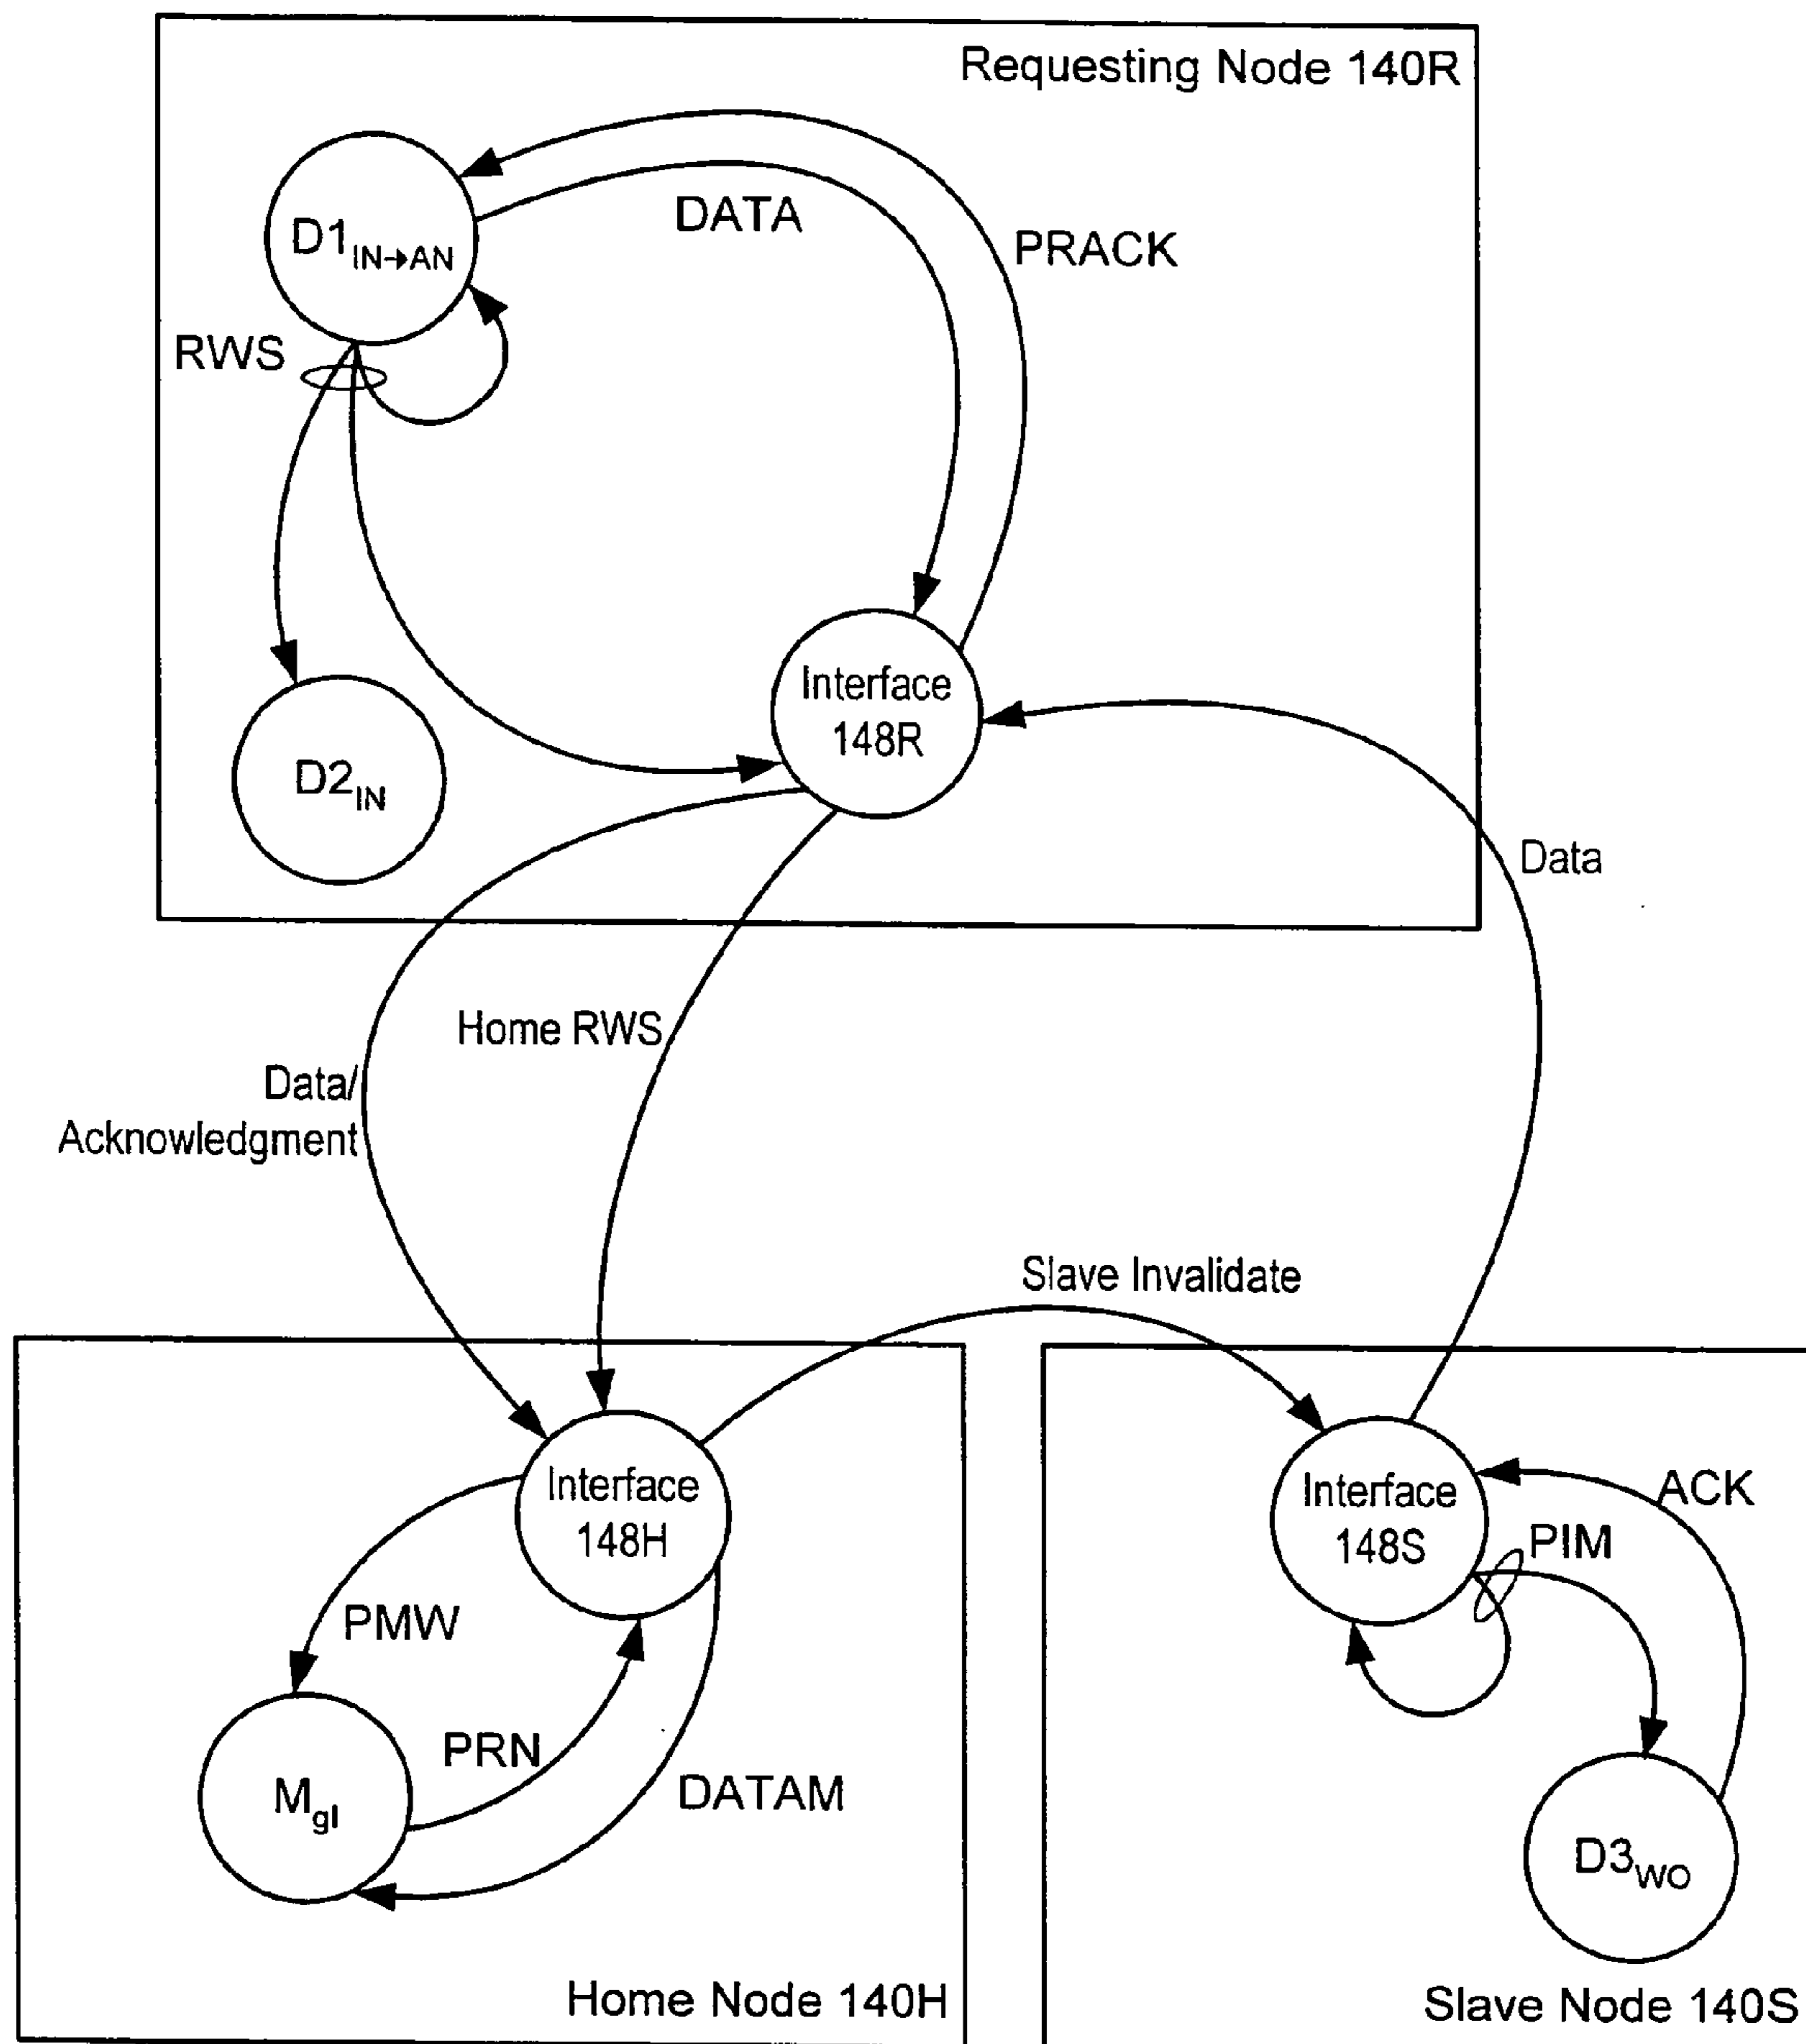 Requesting Node 140R
D1IN→AN
DATA
PRACK
RWS
Interface
148R
D2IN
Data
Home RWS
Data/
Acknowledgment
Slave Invalidate
Interface
148H
Interface
148S
ACK
PIM
PMW
PRN
DATAM
Mgl
D3WO
Home Node 140H
Slave Node 140S